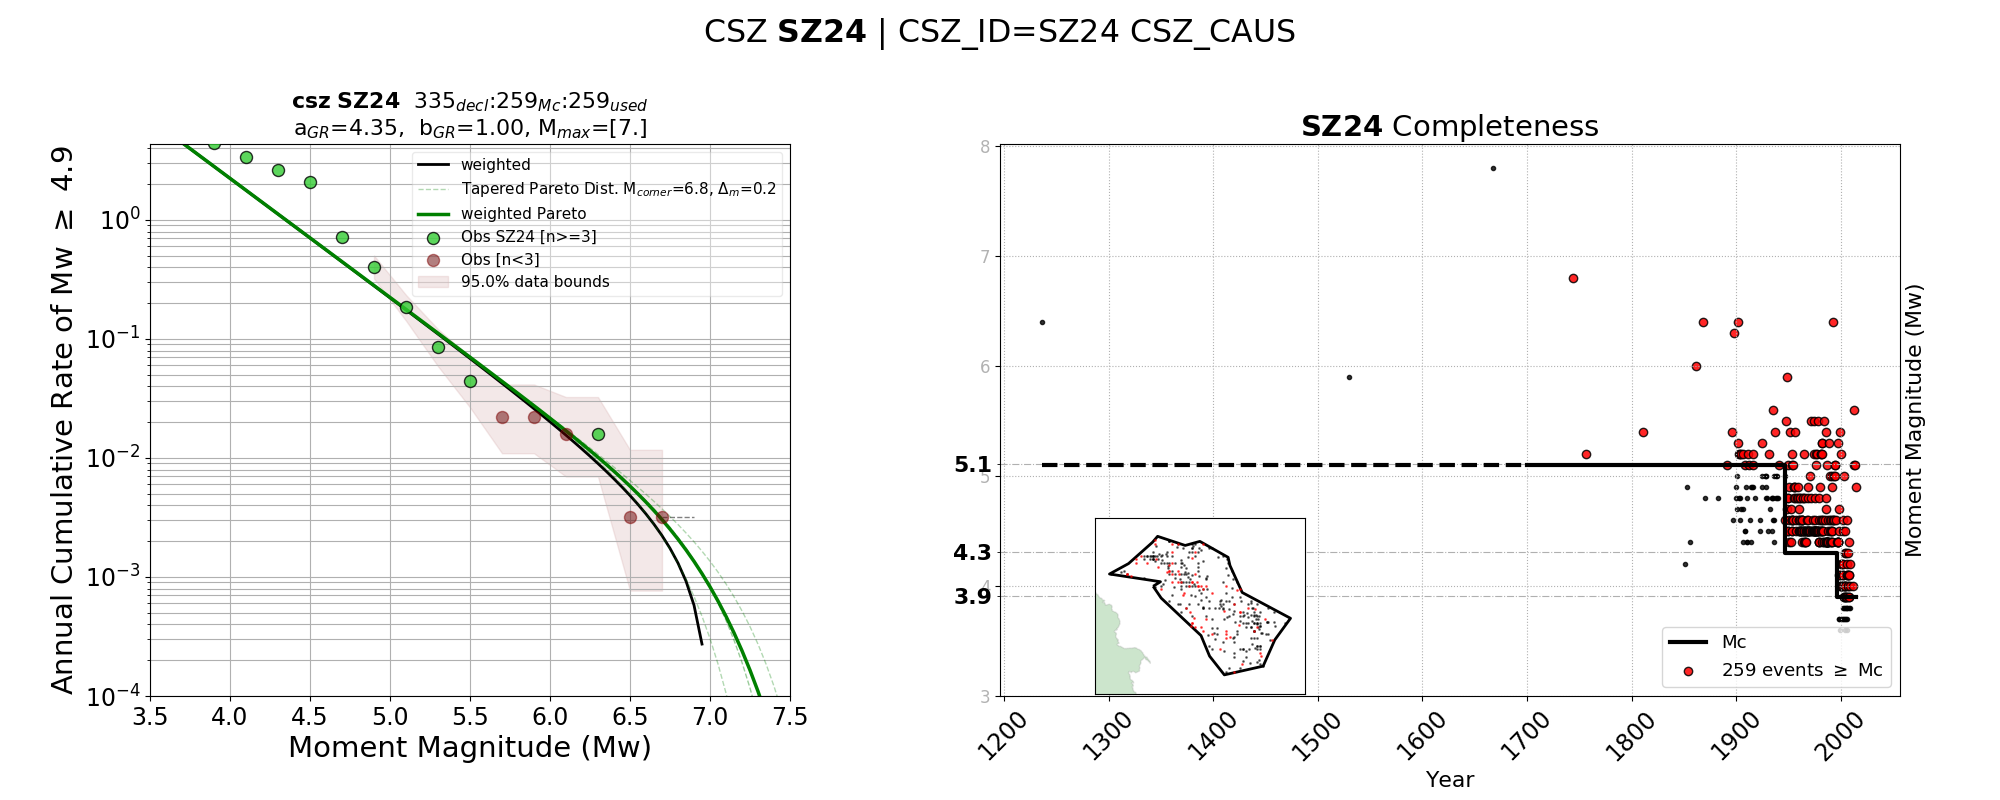 CSZ SZ24 | CSZ_ID=SZ24 CSZ_CAUS
csz SZ24 335decl:259Mc:259used
aGR=4.35, bGR=1.00, Mmax=[7.]
Annual Cumulative Rate of Mw ≥ 4.9
10^0
10^-1
10^-2
10^-3
10^-4
weighted
Tapered Pareto Dist. Mcorner=6.8, Δm=0.2
weighted Pareto
Obs SZ24 [n>=3]
Obs [n<3]
95.0% data bounds
3.5 4.0 4.5 5.0 5.5 6.0 6.5 7.0 7.5
Moment Magnitude (Mw)
SZ24 Completeness
8
7
6
5.1
5
4.3
4
3.9
3
Moment Magnitude (Mw)
Mc
259 events ≥ Mc
1200 1300 1400 1500 1600 1700 1800 1900 2000
Year